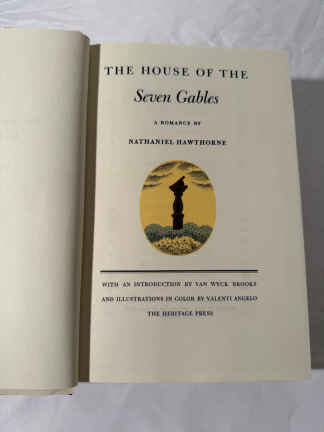 THE HOUSE OF THE
Seven Gables
A ROMANCE BY
NATHANIEL HAWTHORNE
WITH AN INTRODUCTION BY VAN WYCK BROOKS
AND ILLUSTRATIONS IN COLOR BY VALENTI ANGELO
THE HERITAGE PRESS